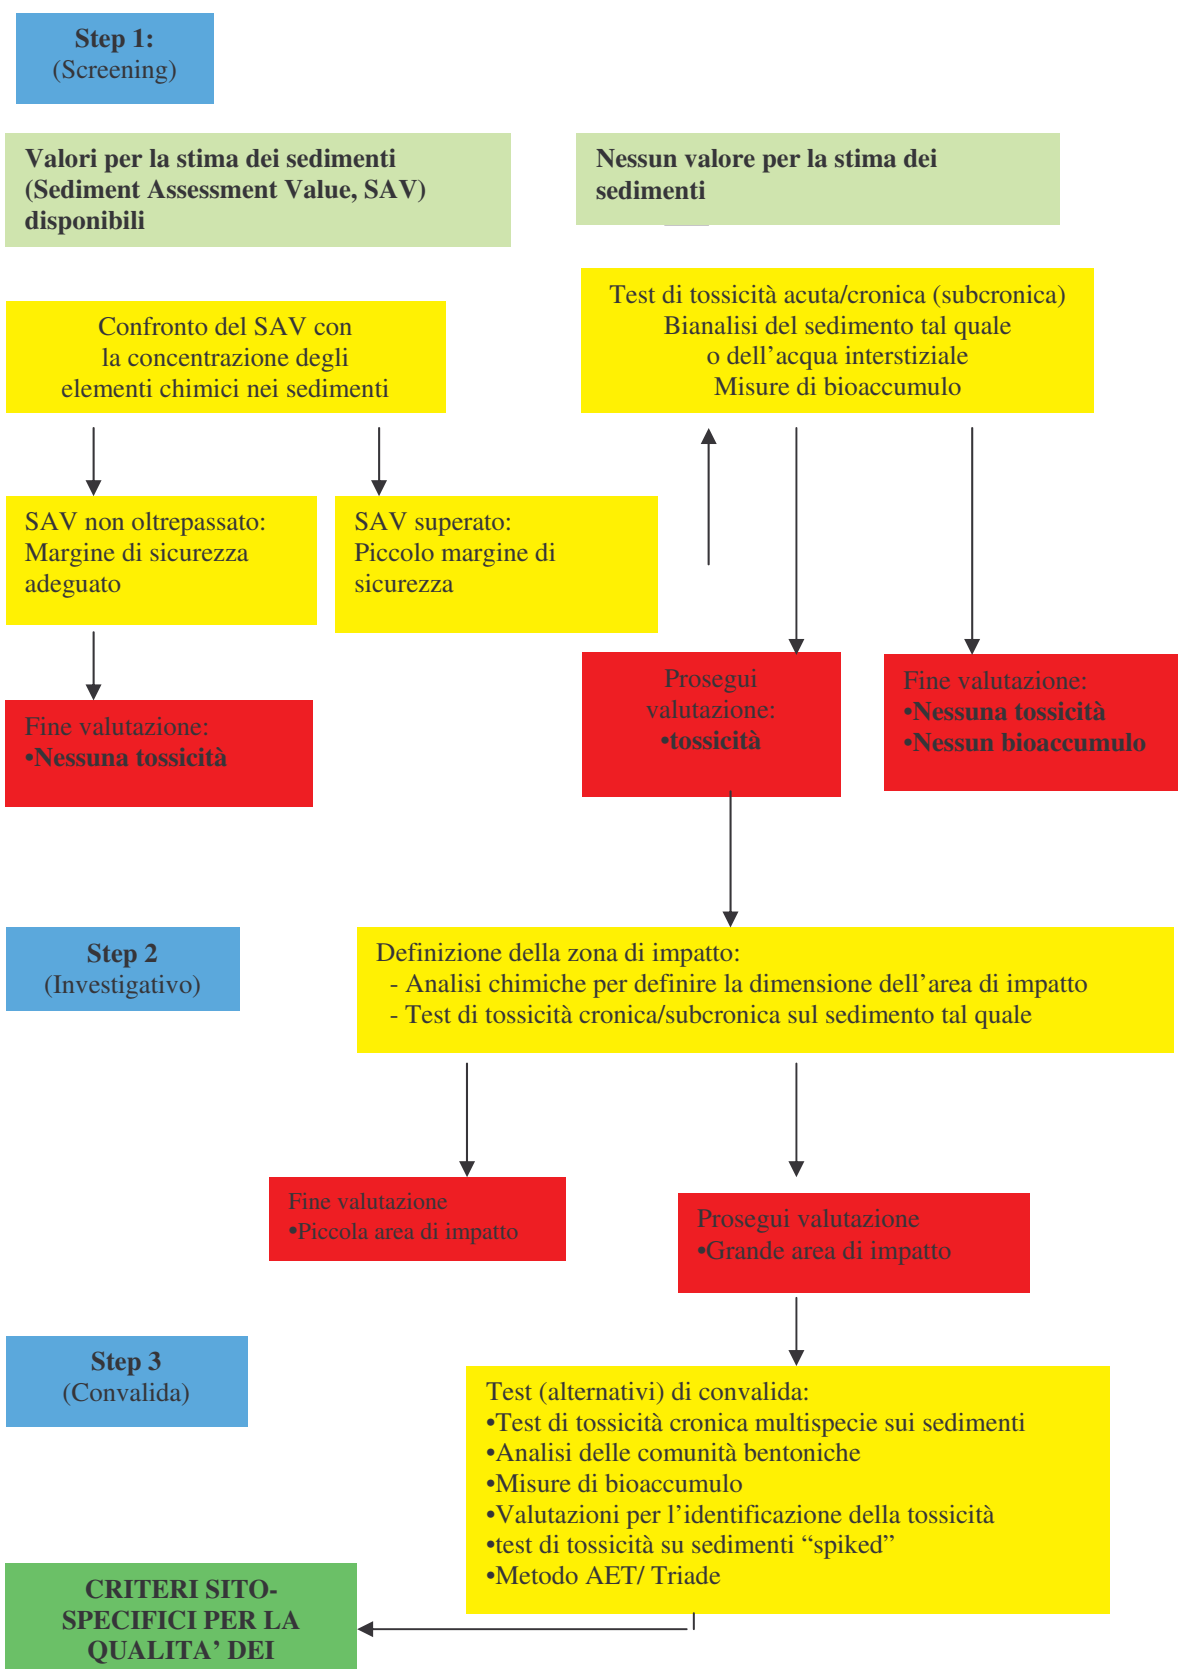 Step 1:
(Screening)
Valori per la stima dei sedimenti
(Sediment Assessment Value, SAV)
disponibili
Nessun valore per la stima dei
sedimenti
Confronto del SAV con
la concentrazione degli
elementi chimici nei sedimenti
Test di tossicità acuta/cronica (subcronica)
Bianalisi del sedimento tal quale
o dell’acqua interstiziale
Misure di bioaccumulo
SAV non oltrepassato:
Margine di sicurezza
adeguato
SAV superato:
Piccolo margine di
sicurezza
Fine valutazione:
•Nessuna tossicità
Prosegui
valutazione:
•tossicità
Fine valutazione:
•Nessuna tossicità
•Nessun bioaccumulo
Step 2
(Investigativo)
Definizione della zona di impatto:
- Analisi chimiche per definire la dimensione dell’area di impatto
- Test di tossicità cronica/subcronica sul sedimento tal quale
Fine valutazione
•Piccola area di impatto
Prosegui valutazione
•Grande area di impatto
Step 3
(Convalida)
Test (alternativi) di convalida:
•Test di tossicità cronica multispecie sui sedimenti
•Analisi delle comunità bentoniche
•Misure di bioaccumulo
•Valutazioni per l’identificazione della tossicità
•test di tossicità su sedimenti “spiked”
•Metodo AET/ Triade
CRITERI SITO-
SPECIFICI PER LA
QUALITA’ DEI